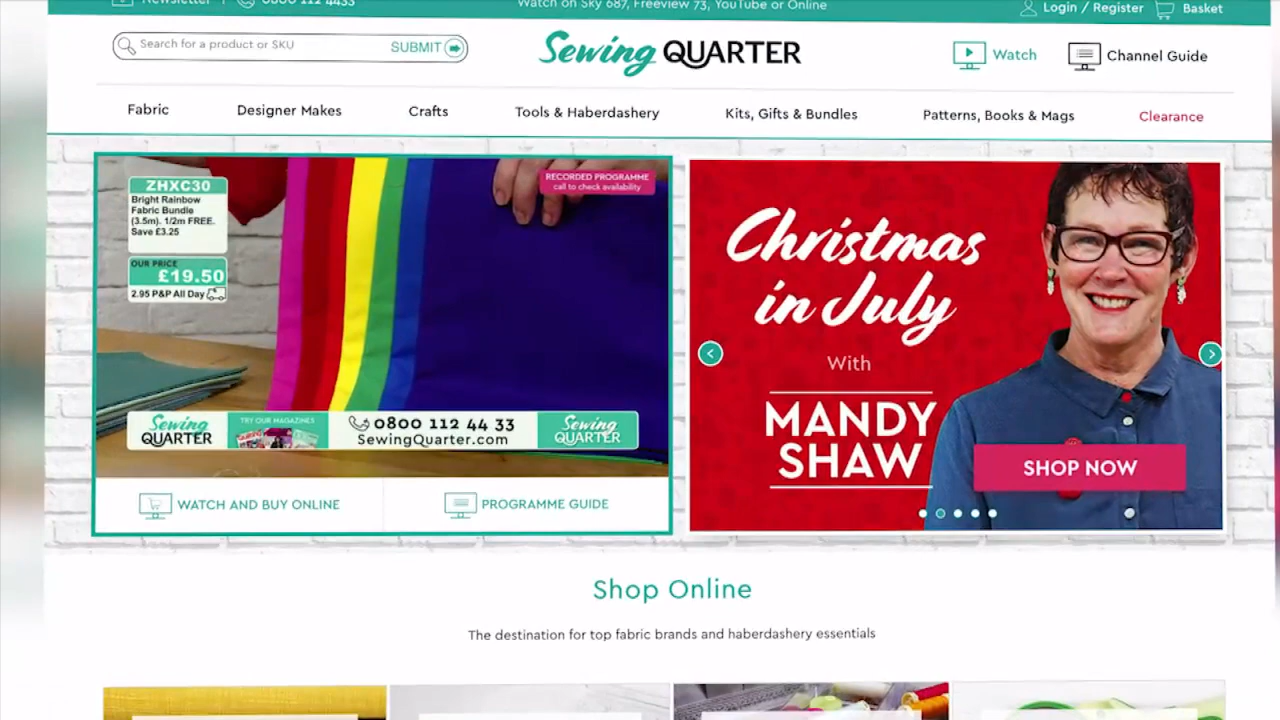 Newsletter
0800 112 4433
Watch on Sky 687, Freeview 73, YouTube or Online
Login / Register
Basket
Search for a product or SKU
SUBMIT
Sewing QUARTER
Watch
Channel Guide
Fabric
Designer Makes
Crafts
Tools & Haberdashery
Kits, Gifts & Bundles
Patterns, Books & Mags
Clearance
ZHXC30
Bright Rainbow
Fabric Bundle
(3.5m). 1/2m FREE.
Save £3.25
OUR PRICE
£19.50
2.95 P&P All Day
RECORDED PROGRAMME
call to check availability
Sewing
QUARTER
TRY OUR MAGAZINES
0800 112 44 33
SewingQuarter.com
Sewing
QUARTER
WATCH AND BUY ONLINE
PROGRAMME GUIDE
Christmas
in July
With
MANDY
SHAW
SHOP NOW
Shop Online
The destination for top fabric brands and haberdashery essentials